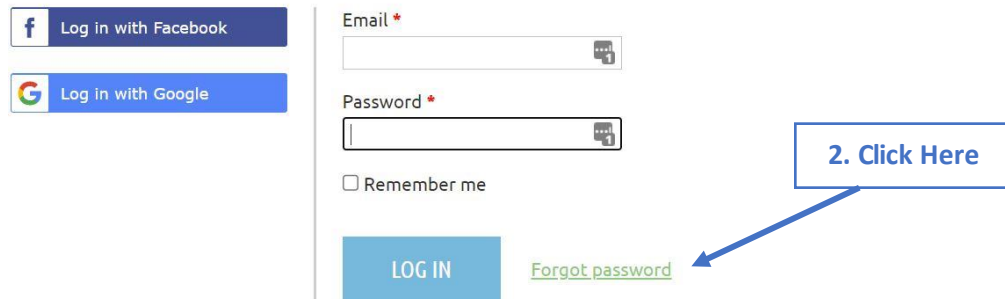 Log in with Facebook
Log in with Google
Email *
Password *
Remember me
LOG IN
Forgot password
2. Click Here